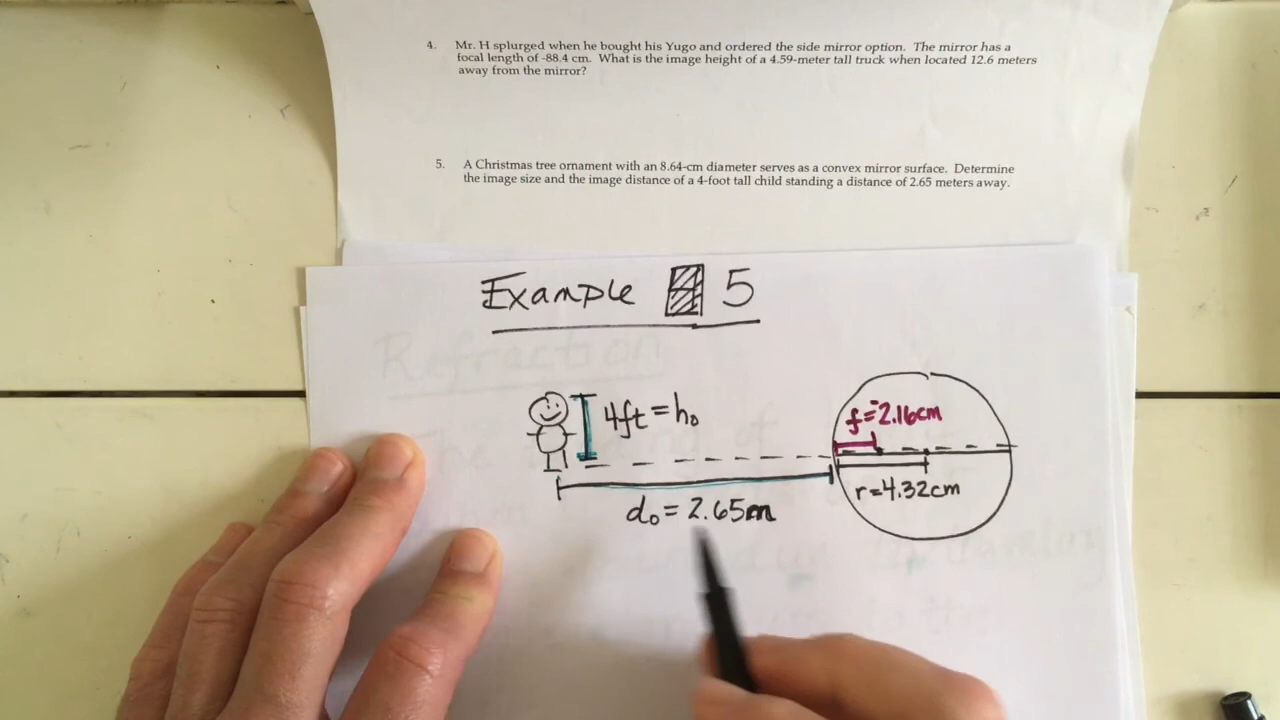 4. Mr. H splurged when he bought his Yugo and ordered the side mirror option. The mirror has a
focal length of -88.4 cm. What is the image height of a 4.59-meter tall truck when located 12.6 meters
away from the mirror?
5. A Christmas tree ornament with an 8.64-cm diameter serves as a convex mirror surface. Determine
the image size and the image distance of a 4-foot tall child standing a distance of 2.65 meters away.
Example 5
Refraction
4ft = ho
f=-2.16cm
r=4.32cm
do = 2.65m